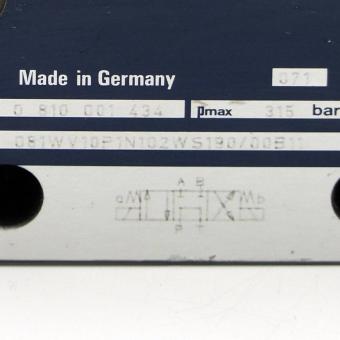 Made in Germany 071
0 810 001 434 pmax 315 bar
081WV10P1N102WS190/00B11
A B
a b
P T